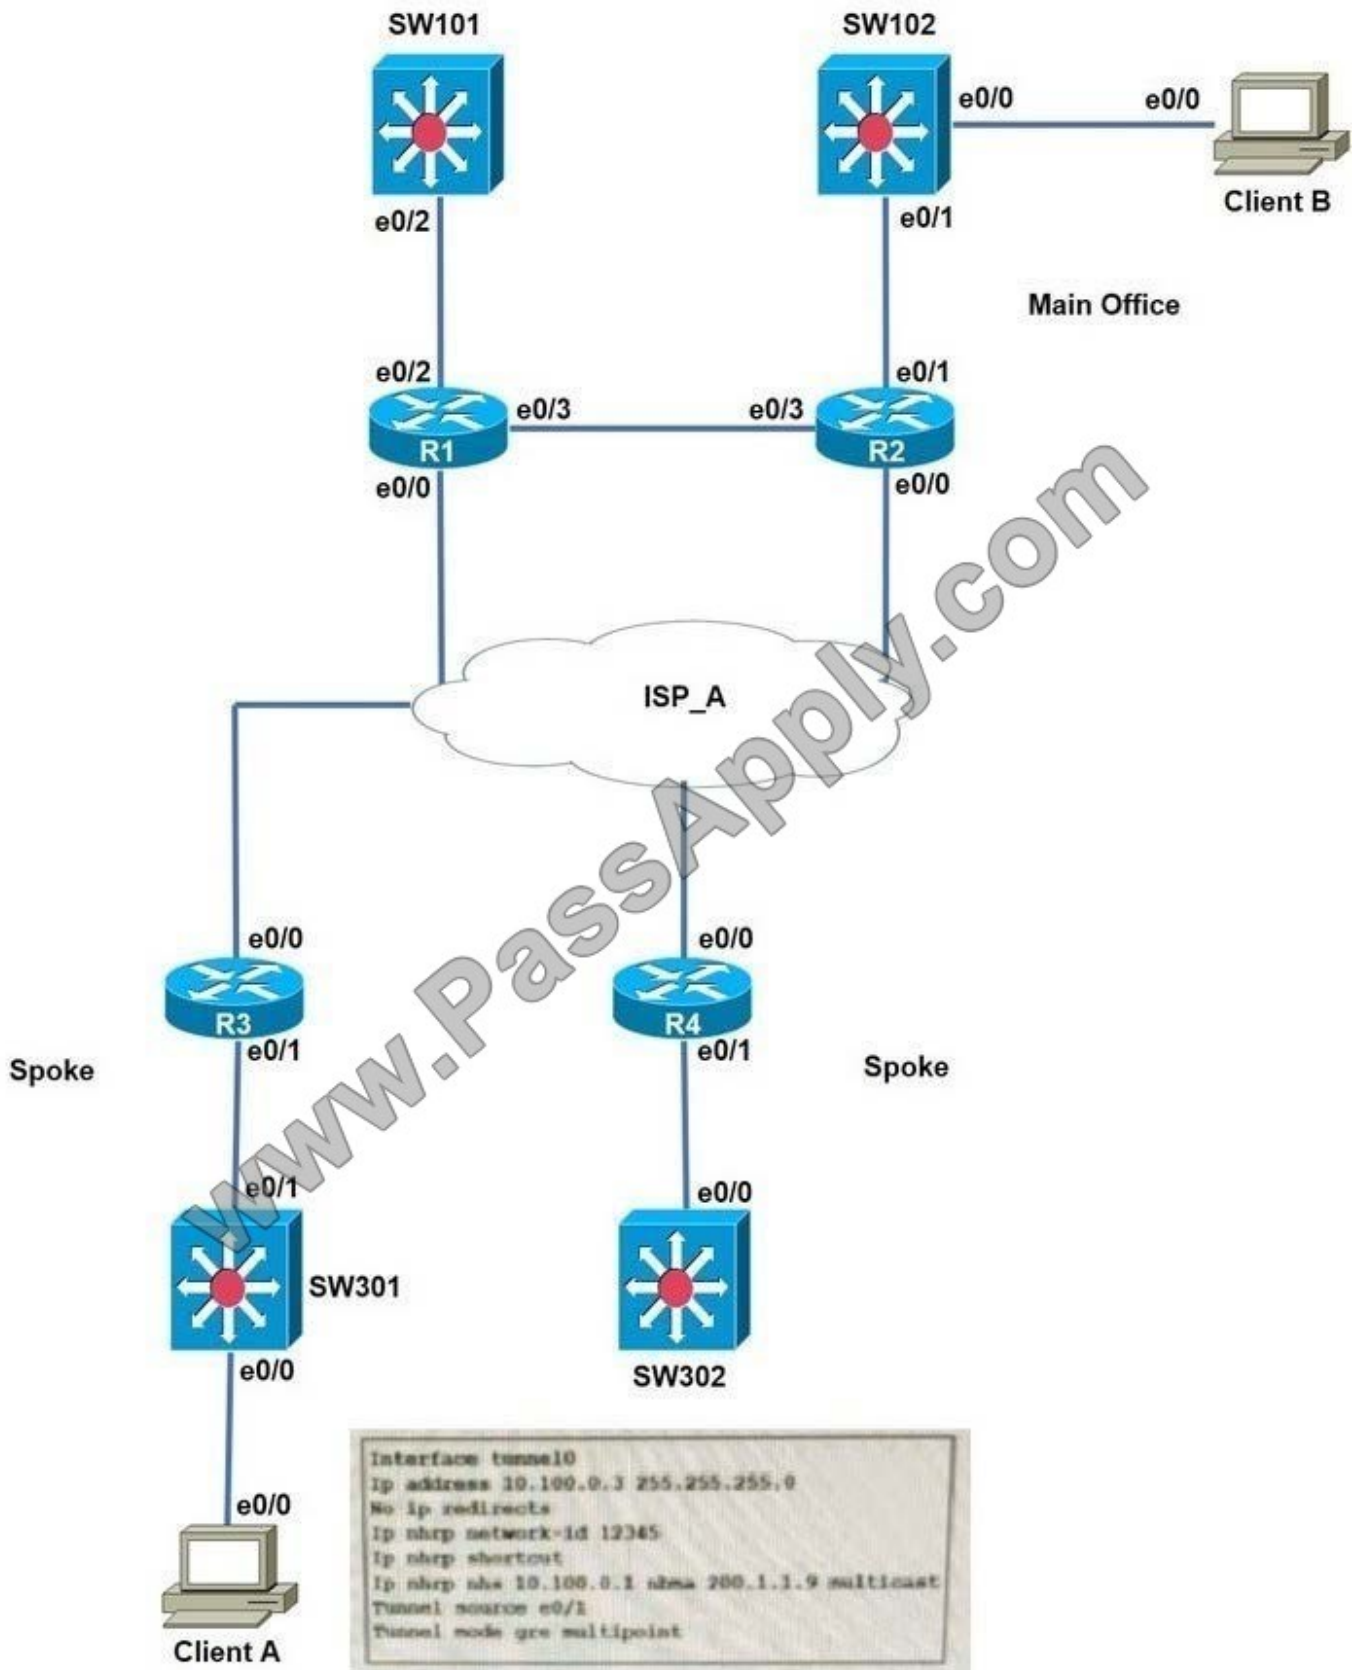 SW101
SW102
e0/0
e0/0
Client B
e0/2
e0/1
Main Office
e0/2
e0/1
e0/3
e0/3
R1
R2
e0/0
e0/0
ISP_A
www.PassApply.com
e0/0
e0/0
R3
R4
e0/1
e0/1
Spoke
Spoke
e0/1
e0/0
SW301
e0/0
SW302
e0/0
Client A
Interface tunnel0
Ip address 10.100.0.3 255.255.255.0
No ip redirects
Ip nhrp network-id 12345
Ip nhrp shortcut
Ip nhrp nhs 10.100.0.1 nbma 200.1.1.9 multicast
Tunnel source e0/1
Tunnel mode gre multipoint